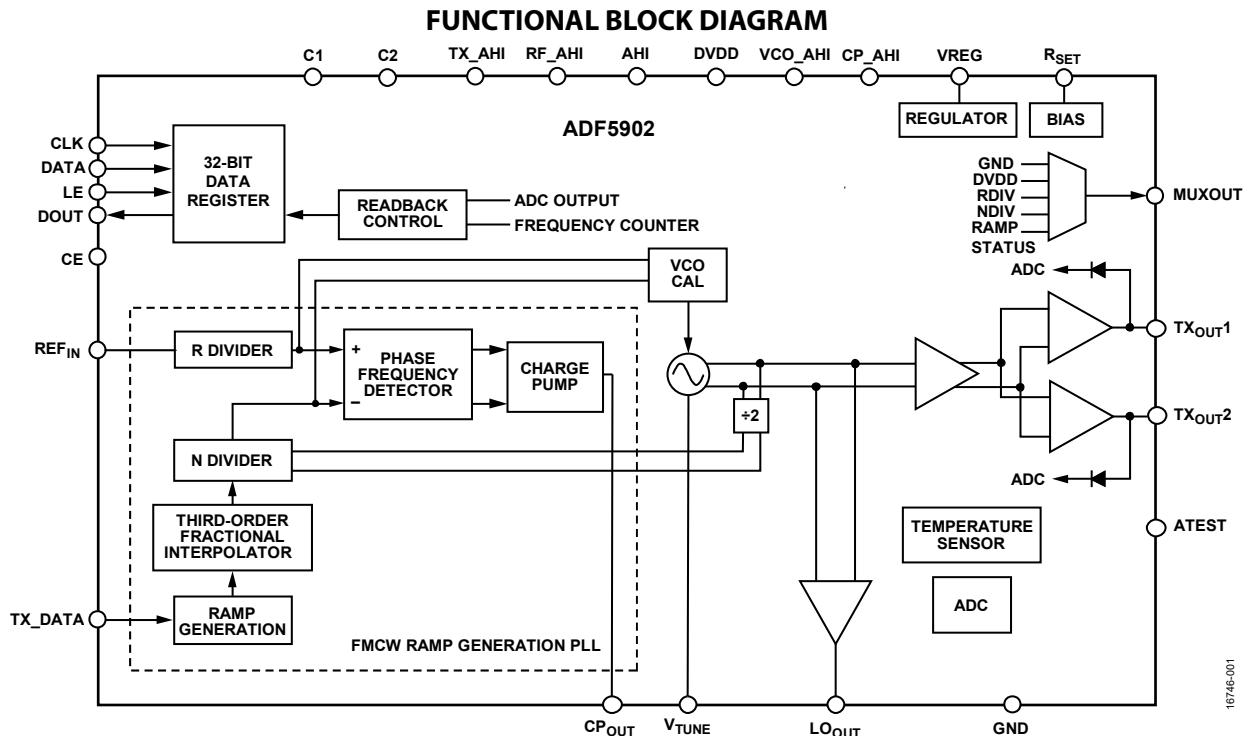 FUNCTIONAL BLOCK DIAGRAM
C1
C2
TX_AHI
RF_AHI
AHI
DVDD
VCO_AHI
CP_AHI
VREG
RSET
REGULATOR
BIAS
ADF5902
CLK
DATA
LE
DOUT
CE
32-BIT
DATA
REGISTER
READBACK
CONTROL
ADC OUTPUT
FREQUENCY COUNTER
GND
DVDD
RDIV
NDIV
RAMP
STATUS
MUXOUT
VCO
CAL
ADC
TXOUT1
REFIN
R DIVIDER
+
−
PHASE
FREQUENCY
DETECTOR
CHARGE
PUMP
÷2
TXOUT2
N DIVIDER
ADC
THIRD-ORDER
FRACTIONAL
INTERPOLATOR
TEMPERATURE
SENSOR
ATEST
TX_DATA
RAMP
GENERATION
ADC
FMCW RAMP GENERATION PLL
CPOUT
VTUNE
LOOUT
GND
16746-001